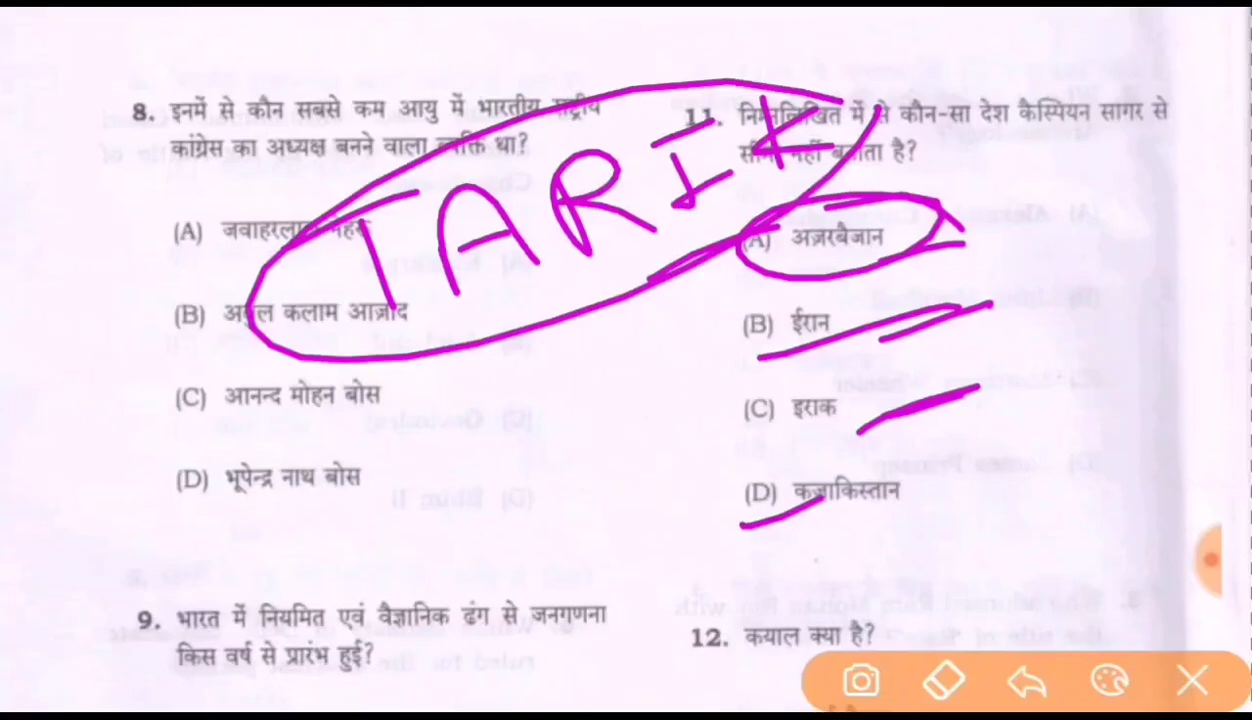 8. इनमें से कौन सबसे कम आयु में भारतीय राष्ट्रीय
कांग्रेस का अध्यक्ष बनने वाला व्यक्ति था?
(A) जवाहरलाल नेहरू
(B) अबुल कलाम आज़ाद
(C) आनन्द मोहन बोस
(D) भूपेन्द्र नाथ बोस
9. भारत में नियमित एवं वैज्ञानिक ढंग से जनगणना
किस वर्ष से प्रारंभ हुई?
TARIK
11. निम्नलिखित में से कौन-सा देश कैस्पियन सागर से
सीमा नहीं बनाता है?
(A) अज़रबैजान
(B) ईरान
(C) इराक
(D) कज़ाकिस्तान
12. कयाल क्या है?